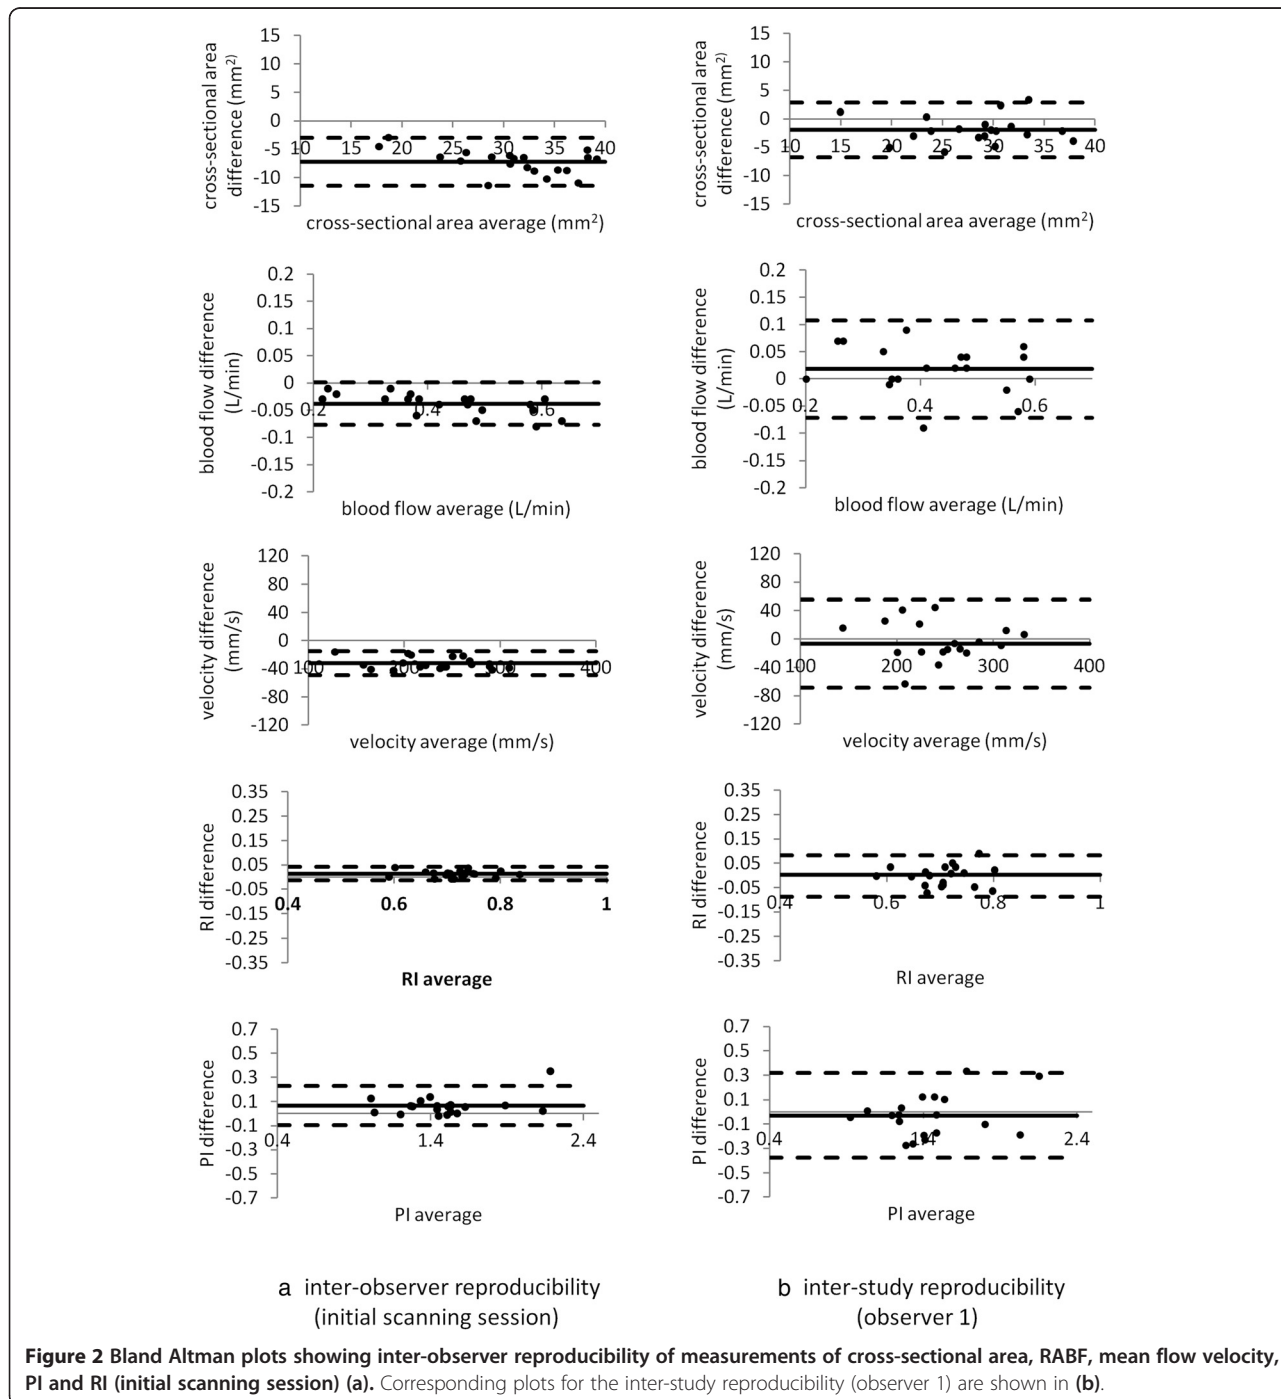 15
10
5
0
-5
-10
-15
10 15 20 25 30 35 40
cross-sectional area
difference (mm2)
cross-sectional area average (mm2)
15
10
5
0
-5
-10
-15
10 15 20 25 30 35 40
cross-sectional area
difference (mm2)
cross-sectional area average (mm2)
0.2
0.15
0.1
0.05
0
-0.05
-0.1
-0.15
-0.2
0.2 0.4 0.6
blood flow difference
(L/min)
blood flow average (L/min)
0.2
0.15
0.1
0.05
0
-0.05
-0.1
-0.15
-0.2
0.2 0.4 0.6
blood flow difference
(L/min)
blood flow average (L/min)
120
80
40
0
-40
-80
-120
100 400
velocity difference
(mm/s)
velocity average (mm/s)
120
80
40
0
-40
-80
-120
100 200 300 400
velocity difference
(mm/s)
velocity average (mm/s)
0.35
0.25
0.15
0.05
-0.05
-0.15
-0.25
-0.35
0.4 0.6 0.8 1
RI difference
RI average
0.35
0.25
0.15
0.05
-0.05
-0.15
-0.25
-0.35
0.4 0.6 0.8 1
RI difference
RI average
0.7
0.5
0.3
0.1
-0.1
-0.3
-0.5
-0.7
0.4 1.4 2.4
PI difference
PI average
0.7
0.5
0.3
0.1
-0.1
-0.3
-0.5
-0.7
0.4 1.4 2.4
PI difference
PI average
a inter-observer reproducibility
(initial scanning session)
b inter-study reproducibility
(observer 1)
Figure 2 Bland Altman plots showing inter-observer reproducibility of measurements of cross-sectional area, RABF, mean flow velocity,
PI and RI (initial scanning session) (a). Corresponding plots for the inter-study reproducibility (observer 1) are shown in (b).